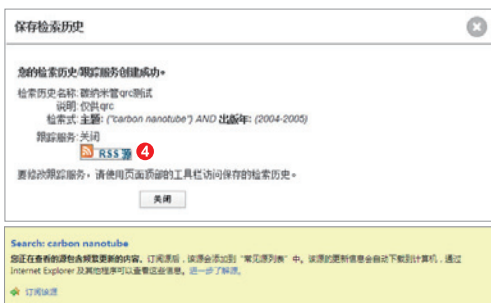 保存检索历史
您的检索历史/跟踪服务创建成功。
检索历史名称: 碳纳米管qrc测试
说明: 仅供qrc
检索式: 主题: ("carbon nanotube") AND 出版年: (2004-2005)
跟踪服务: 关闭
RSS 源 4
要修改跟踪服务，请使用页面顶部的工具栏访问保存的检索历史。
关闭
Search: carbon nanotube
您正在查看的源包含频繁更新的内容。订阅源后，该源会添加到“常见源列表”中。该源的更新信息会自动下载到计算机，通过
Internet Explorer 及其他程序可以查看这些信息。进一步了解源。
订阅该源